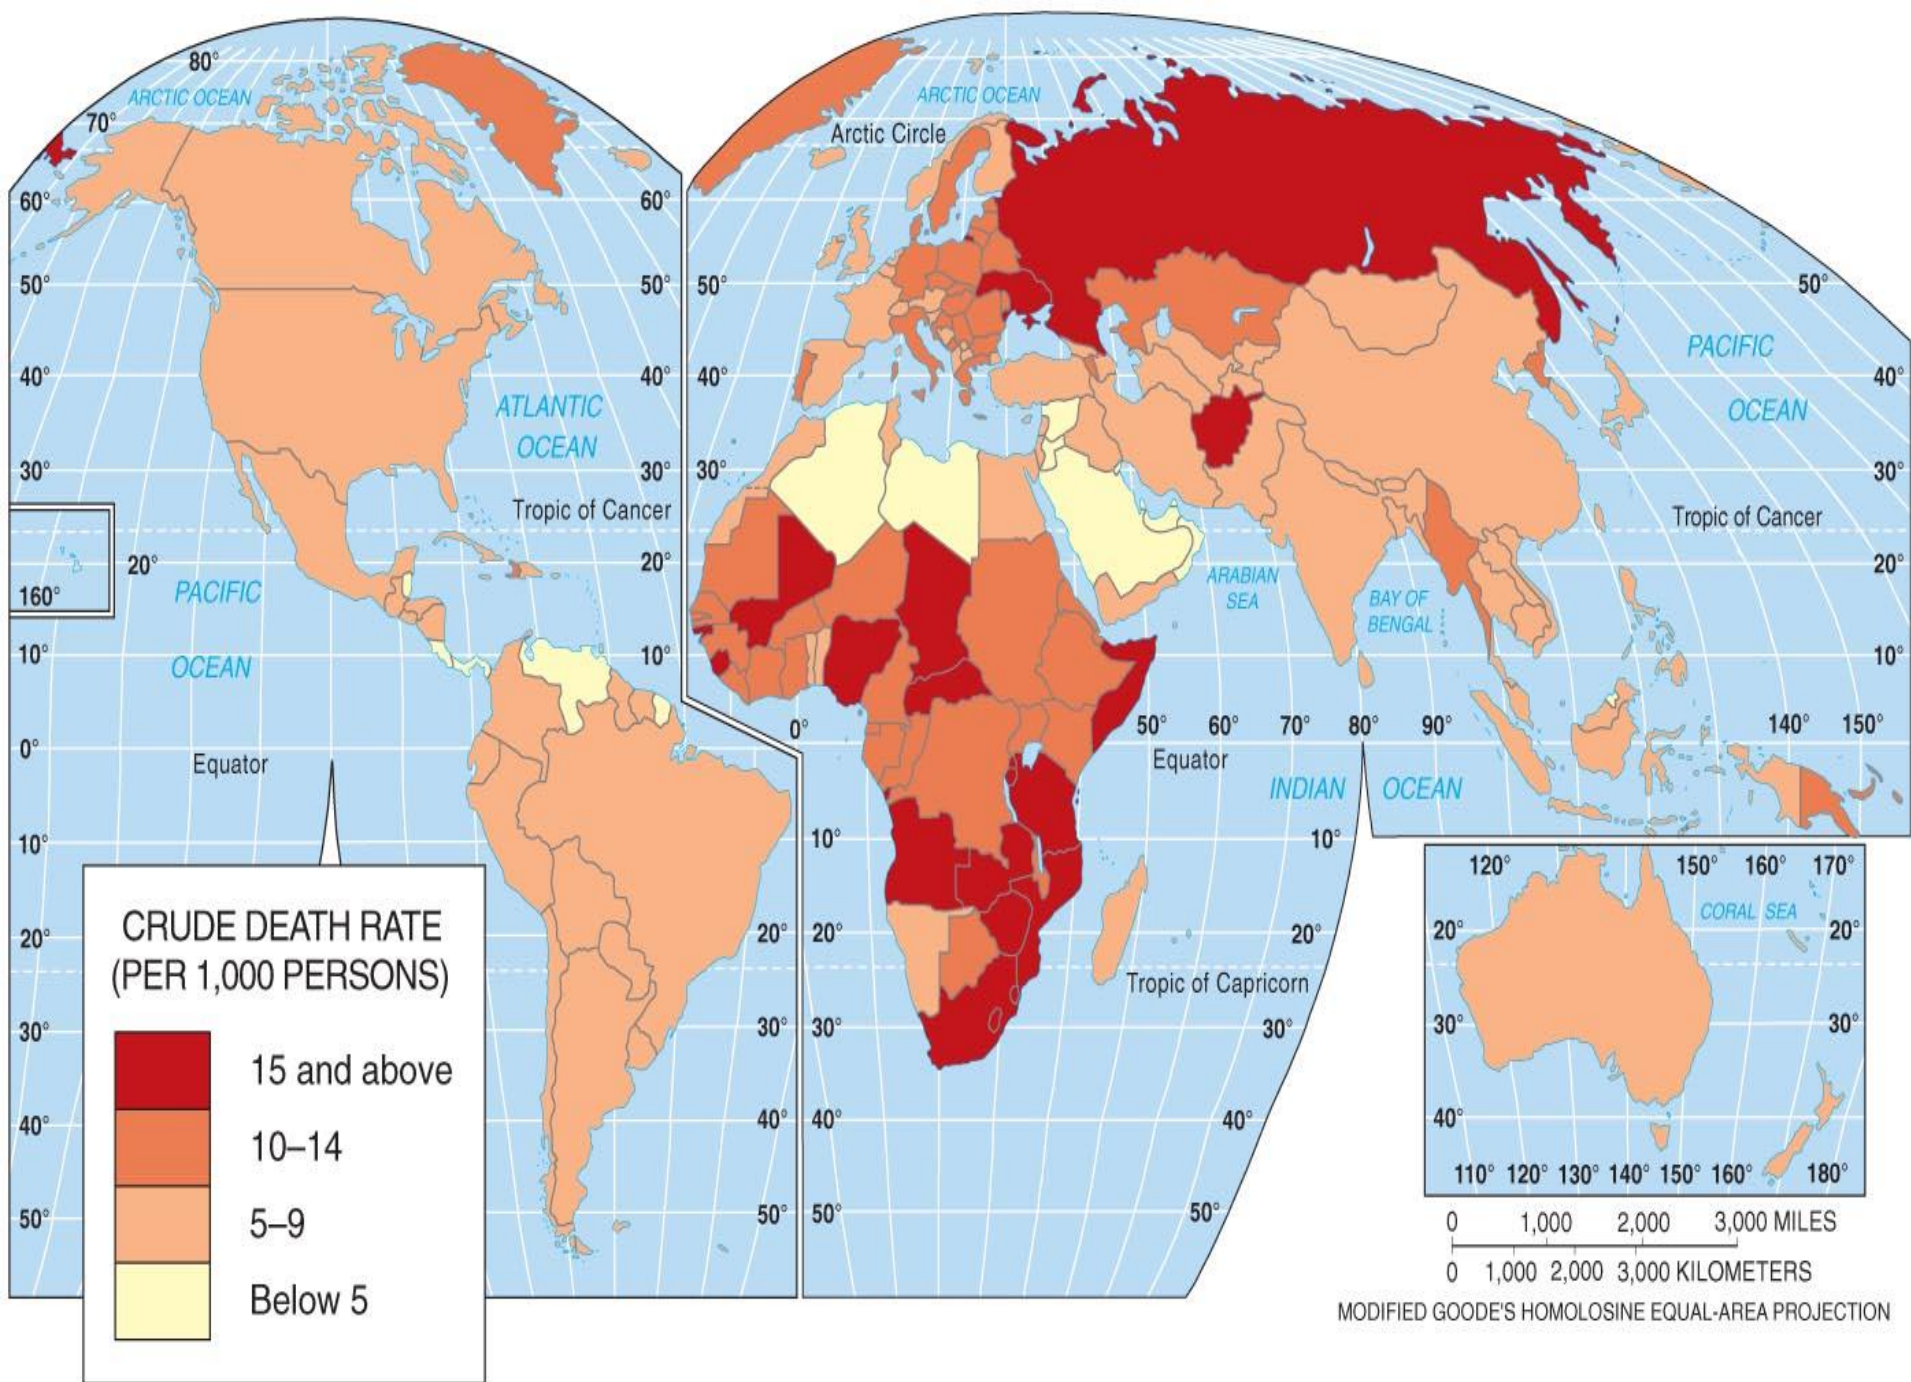 80°
ARCTIC OCEAN
ARCTIC OCEAN
70°
Arctic Circle
60°
60°
50°
50°
50°
50°
PACIFIC
OCEAN
40°
40°
40°
40°
ATLANTIC
OCEAN
30°
30°
30°
30°
Tropic of Cancer
Tropic of Cancer
20°
20°
20°
160°
PACIFIC
OCEAN
ARABIAN
SEA
BAY OF
BENGAL
10°
10°
10°
0°
0°
50°
60°
70°
80°
90°
140°
150°
Equator
Equator
INDIAN
OCEAN
10°
10°
10°
120°
150°
160°
170°
CORAL SEA
20°
20°
20°
20°
20°
20°
Tropic of Capricorn
30°
30°
30°
30°
30°
30°
40°
40°
40°
40°
40°
110°
120°
130°
140°
150°
160°
180°
50°
50°
50°
50°
CRUDE DEATH RATE
(PER 1,000 PERSONS)
15 and above
10–14
5–9
Below 5
0 1,000 2,000 3,000 MILES
0 1,000 2,000 3,000 KILOMETERS
MODIFIED GOODE'S HOMOLOSINE EQUAL-AREA PROJECTION